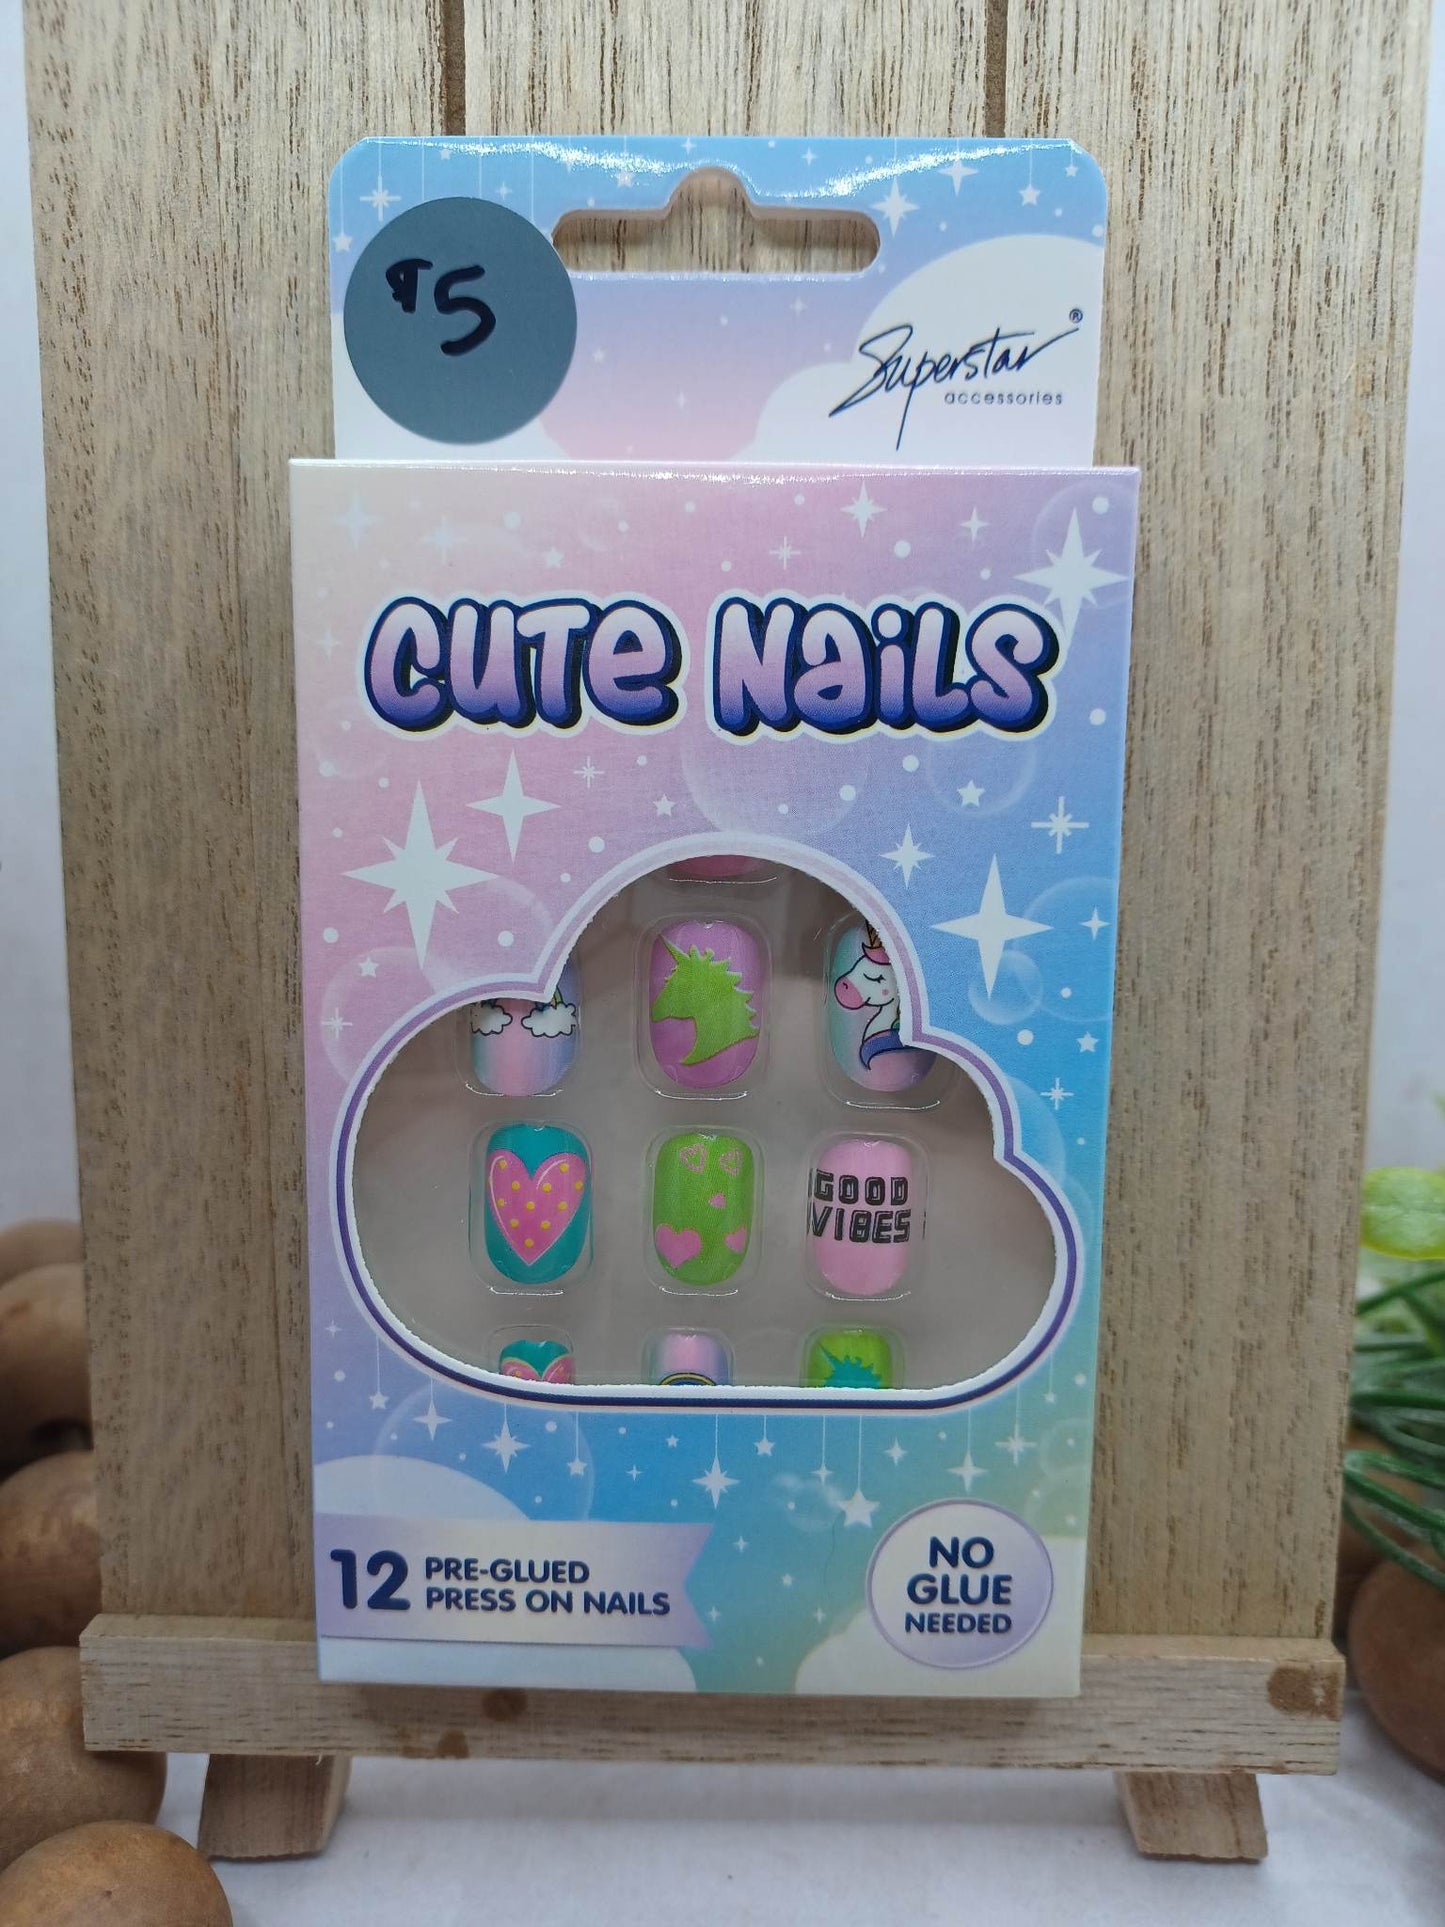 $5
Superstar®
accessories
CUTE NAILS
GOOD
VIBES
12 PRE-GLUED
PRESS ON NAILS
NO
GLUE
NEEDED